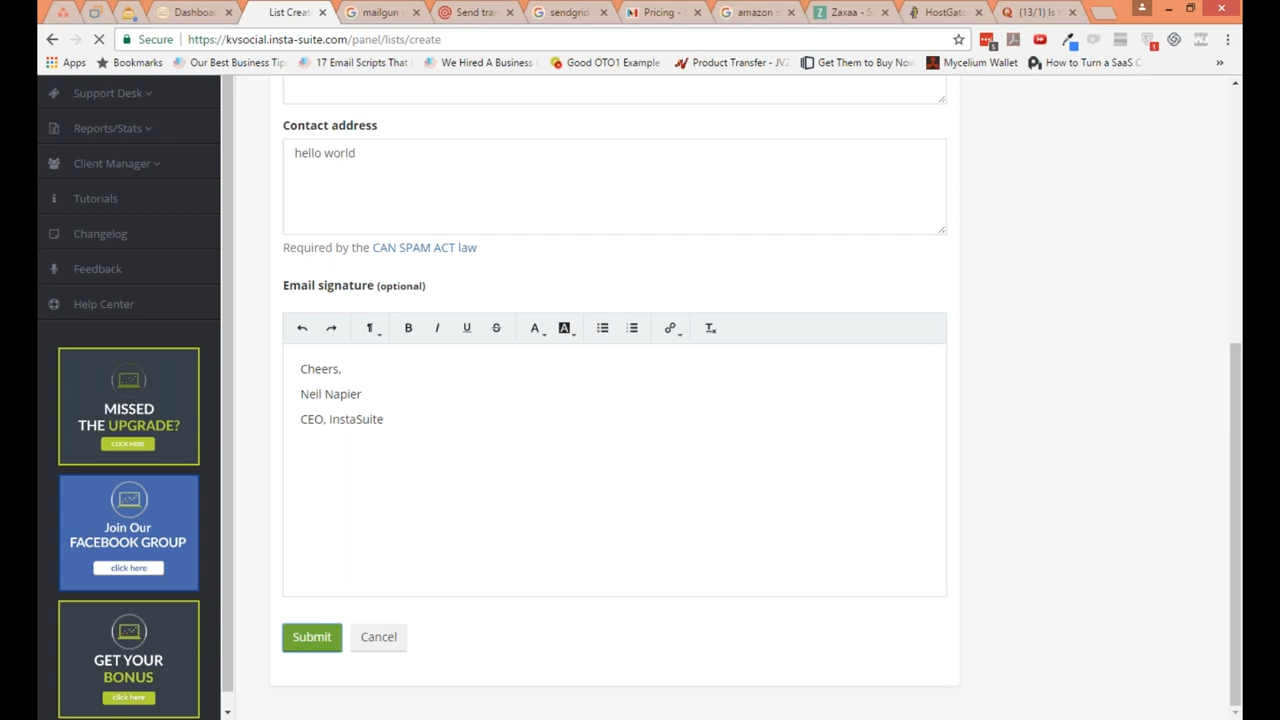 Dashboa
List Creat
mailgun
Send tra
sendgrid
Pricing -
amazon s
Zaxaa - S
HostGato
(13/1) Is t
Secure
https://kvsocial.insta-suite.com/panel/lists/create
Apps
Bookmarks
Our Best Business Tip
17 Email Scripts That
We Hired A Business
Good OTO1 Example
Product Transfer - JVZ
Get Them to Buy Now
Mycelium Wallet
How to Turn a SaaS C
»
Support Desk
Reports/Stats
Client Manager
Tutorials
Changelog
Feedback
Help Center
MISSED
THE UPGRADE?
CLICK HERE
Join Our
FACEBOOK GROUP
click here
GET YOUR
BONUS
click here
Contact address
hello world
Required by the CAN SPAM ACT law
Email signature (optional)
B I U S A A
Cheers,
Neil Napier
CEO, InstaSuite
Submit
Cancel